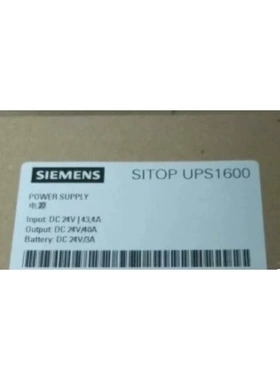 SIEMENS SITOP UPS1600
POWER SUPPLY
电源
Input: DC 24V | 43,4A
Output: DC 24V/40A
Battery: DC 24V/3A